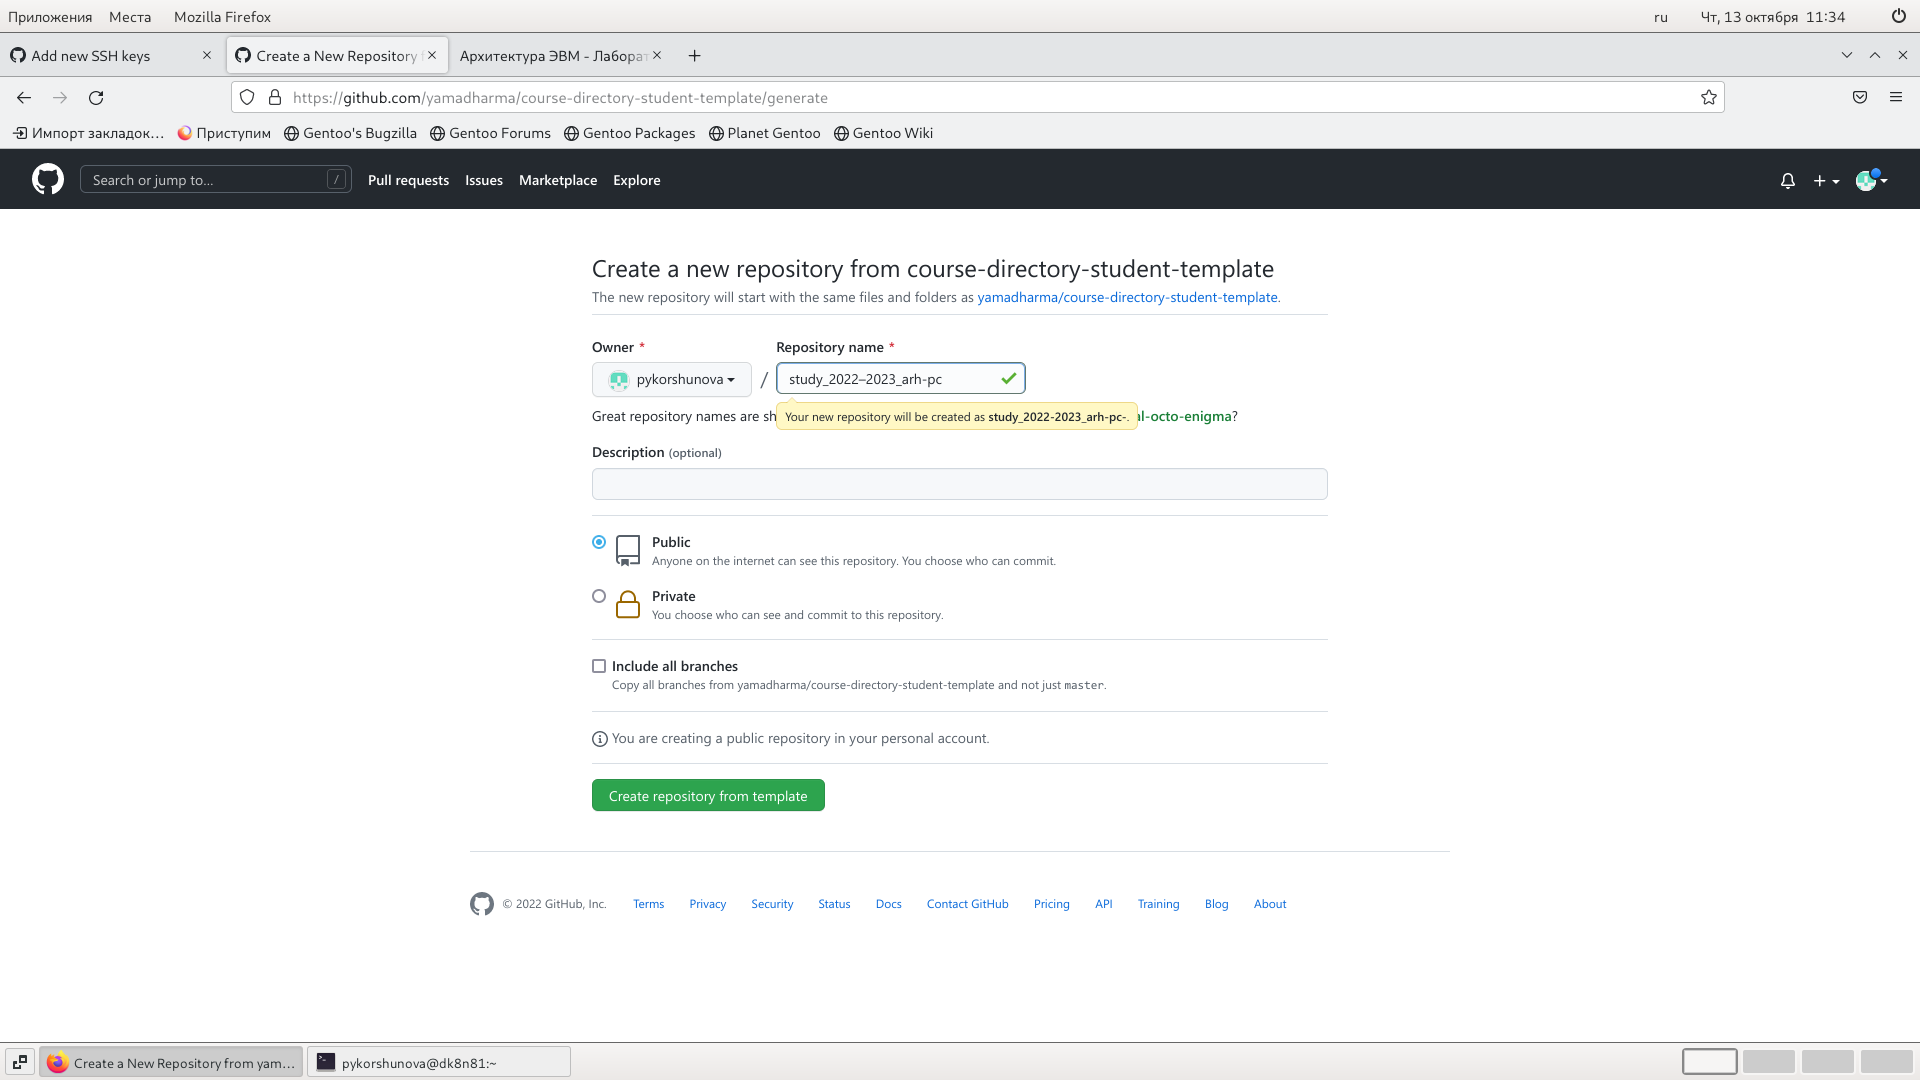 Приложения Места Mozilla Firefox ru Чт, 13 октября 11:34
Add new SSH keys Create a New Repository f Архитектура ЭВМ - Лаборат
https://github.com/yamadharma/course-directory-student-template/generate
Импорт закладок... Приступим Gentoo's Bugzilla Gentoo Forums Gentoo Packages Planet Gentoo Gentoo Wiki
Search or jump to... / Pull requests Issues Marketplace Explore
Create a new repository from course-directory-student-template
The new repository will start with the same files and folders as yamadharma/course-directory-student-template.
Owner * Repository name *
pykorshunova / study_2022–2023_arh-pc
Great repository names are sh Your new repository will be created as study_2022-2023_arh-pc-. al-octo-enigma?
Description (optional)
Public
Anyone on the internet can see this repository. You choose who can commit.
Private
You choose who can see and commit to this repository.
Include all branches
Copy all branches from yamadharma/course-directory-student-template and not just master.
You are creating a public repository in your personal account.
Create repository from template
© 2022 GitHub, Inc. Terms Privacy Security Status Docs Contact GitHub Pricing API Training Blog About
Create a New Repository from yam... pykorshunova@dk8n81:~